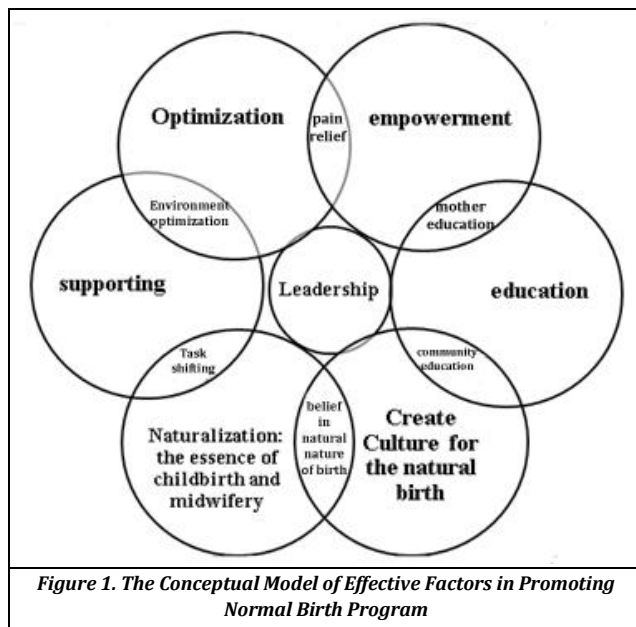 Optimization
pain
relief
empowerment
Environment
optimization
mother
education
supporting
Leadership
education
Task
shifting
community
education
Naturalization:
the essence of
childbirth and
midwifery
belief in
natural
nature
of birth
Create
Culture for
the natural
birth
Figure 1. The Conceptual Model of Effective Factors in Promoting
Normal Birth Program